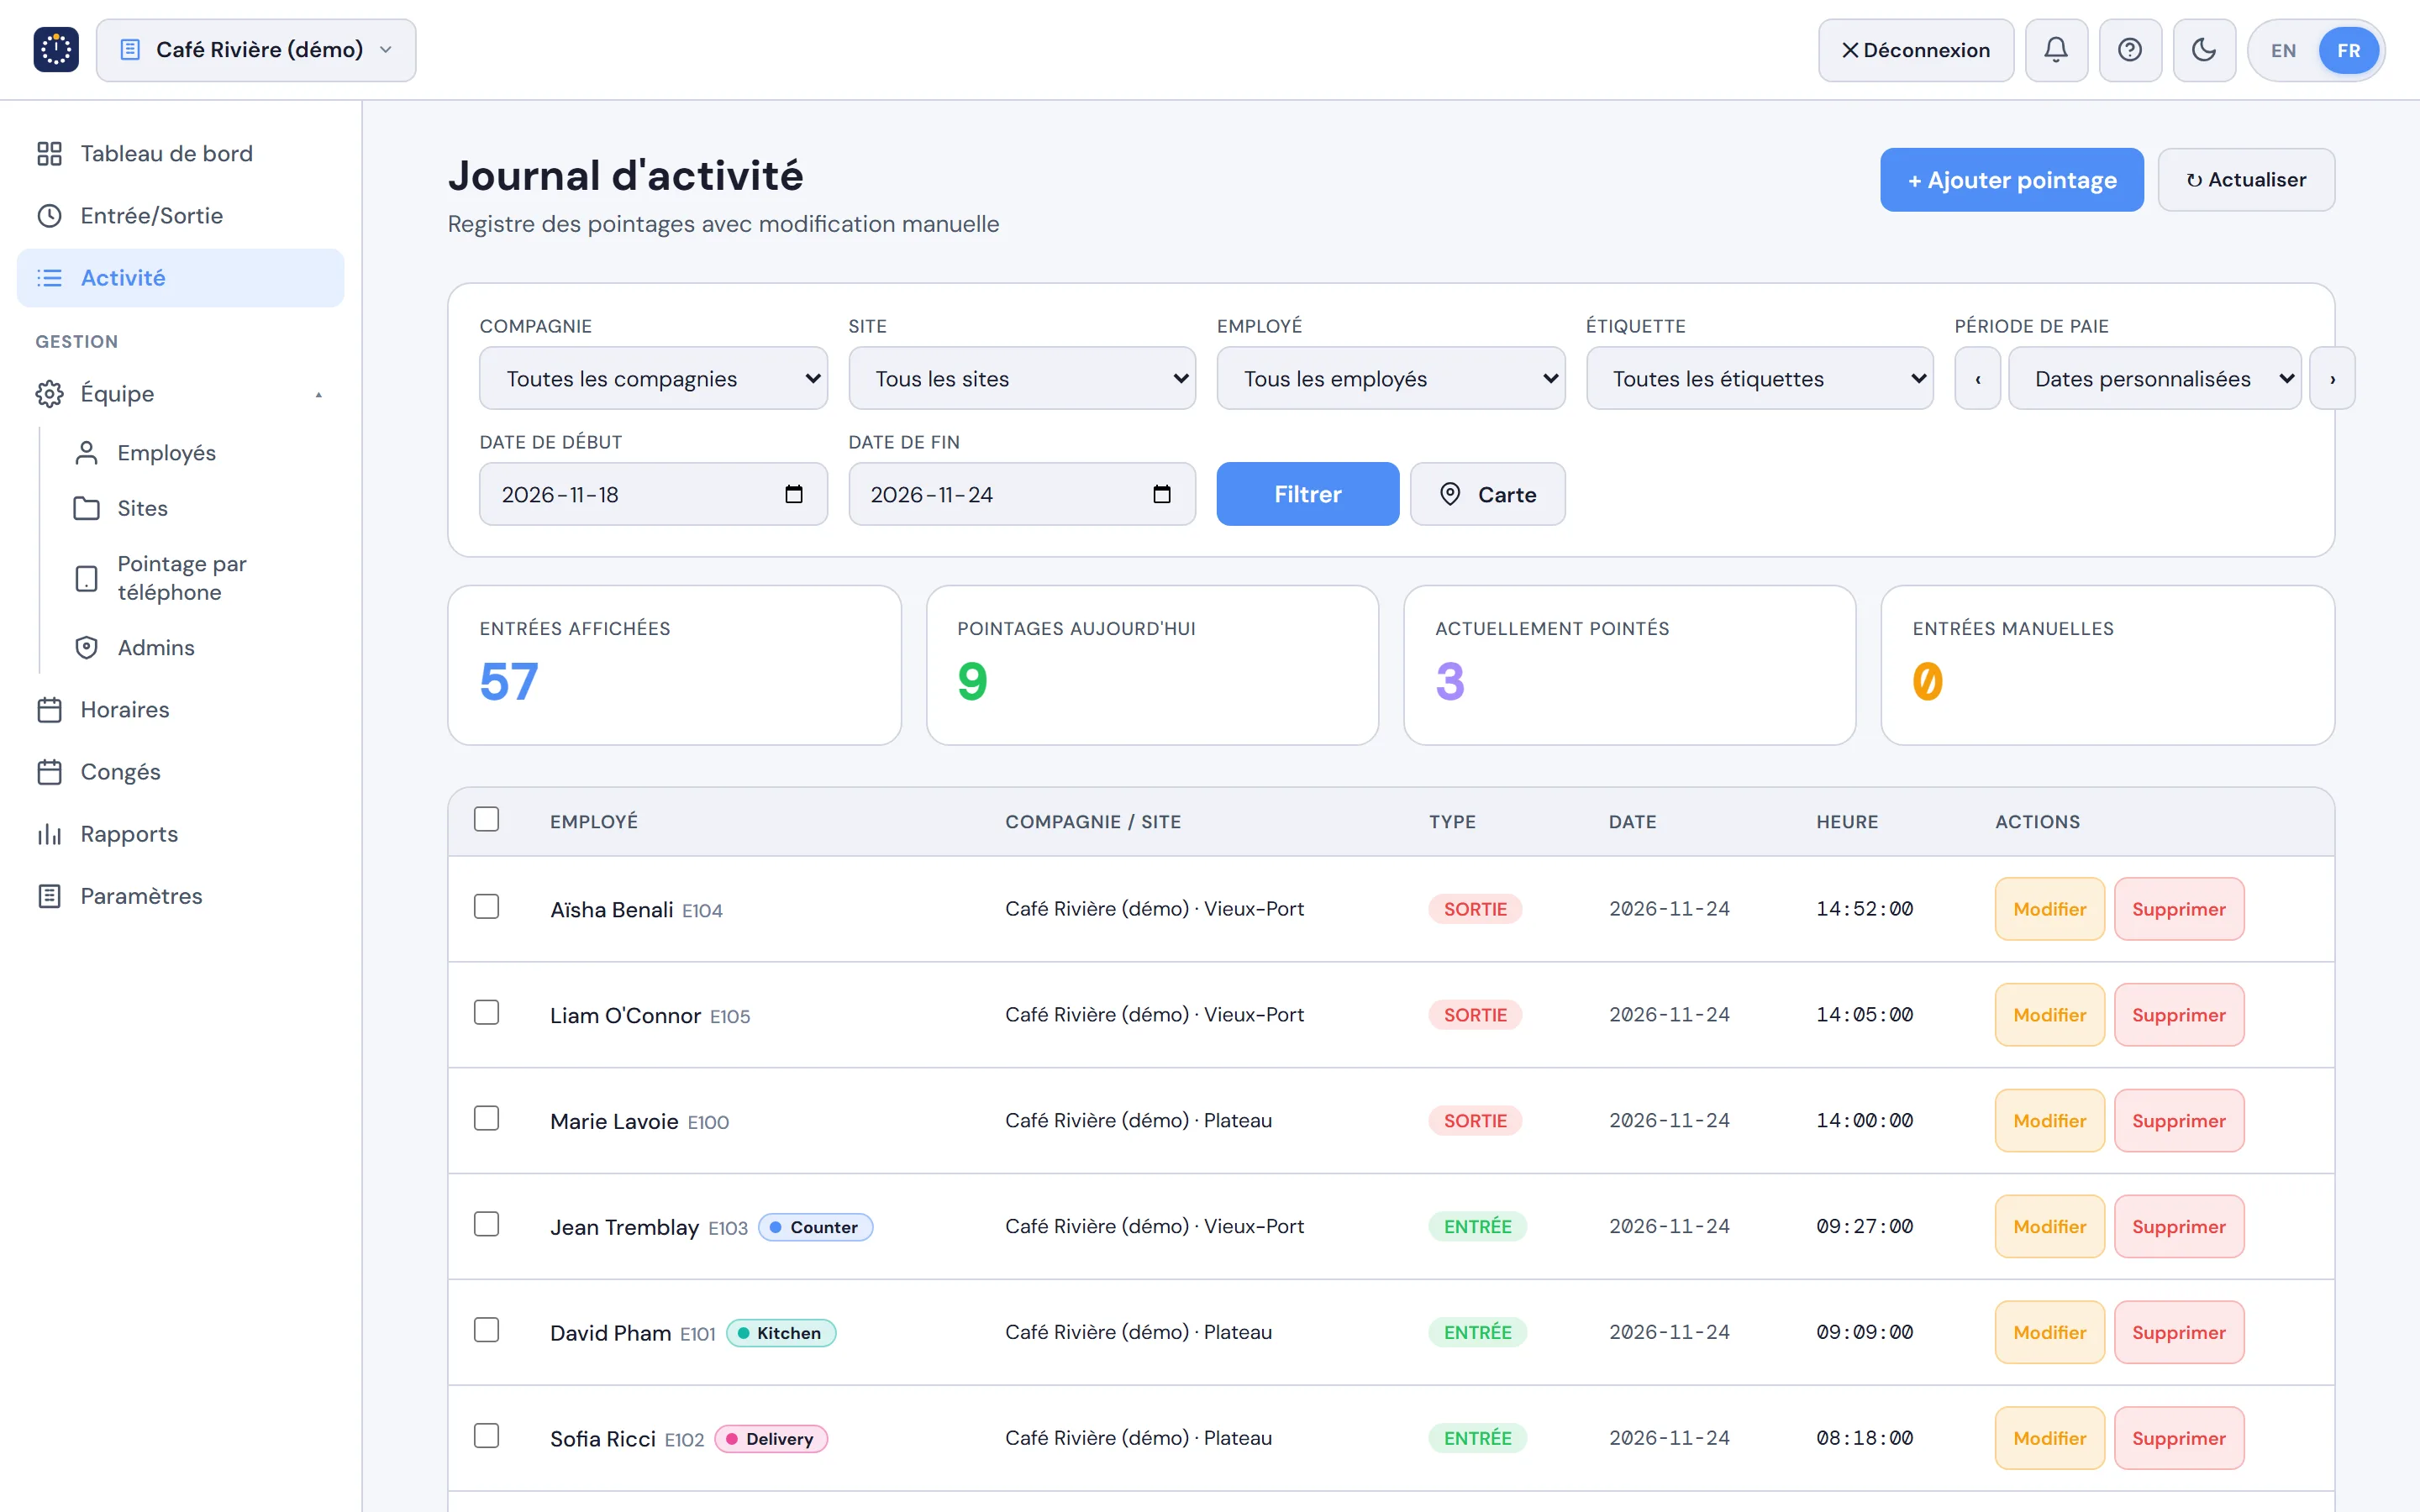 Café Rivière (démo)
Déconnexion
EN
FR
Tableau de bord
Entrée/Sortie
Activité
GESTION
Équipe
Employés
Sites
Pointage par
téléphone
Admins
Horaires
Congés
Rapports
Paramètres
Journal d'activité
Registre des pointages avec modification manuelle
+ Ajouter pointage
↻ Actualiser
COMPAGNIE
SITE
EMPLOYÉ
ÉTIQUETTE
PÉRIODE DE PAIE
Toutes les compagnies
Tous les sites
Tous les employés
Toutes les étiquettes
‹
Dates personnalisées
›
DATE DE DÉBUT
DATE DE FIN
2026-11-18
2026-11-24
Filtrer
Carte
ENTRÉES AFFICHÉES
57
POINTAGES AUJOURD'HUI
9
ACTUELLEMENT POINTÉS
3
ENTRÉES MANUELLES
0
EMPLOYÉ COMPAGNIE / SITE TYPE DATE HEURE ACTIONS
Aïsha Benali E104 Café Rivière (démo) · Vieux-Port SORTIE 2026-11-24 14:52:00 Modifier Supprimer
Liam O'Connor E105 Café Rivière (démo) · Vieux-Port SORTIE 2026-11-24 14:05:00 Modifier Supprimer
Marie Lavoie E100 Café Rivière (démo) · Plateau SORTIE 2026-11-24 14:00:00 Modifier Supprimer
Jean Tremblay E103 Counter Café Rivière (démo) · Vieux-Port ENTRÉE 2026-11-24 09:27:00 Modifier Supprimer
David Pham E101 Kitchen Café Rivière (démo) · Plateau ENTRÉE 2026-11-24 09:09:00 Modifier Supprimer
Sofia Ricci E102 Delivery Café Rivière (démo) · Plateau ENTRÉE 2026-11-24 08:18:00 Modifier Supprimer